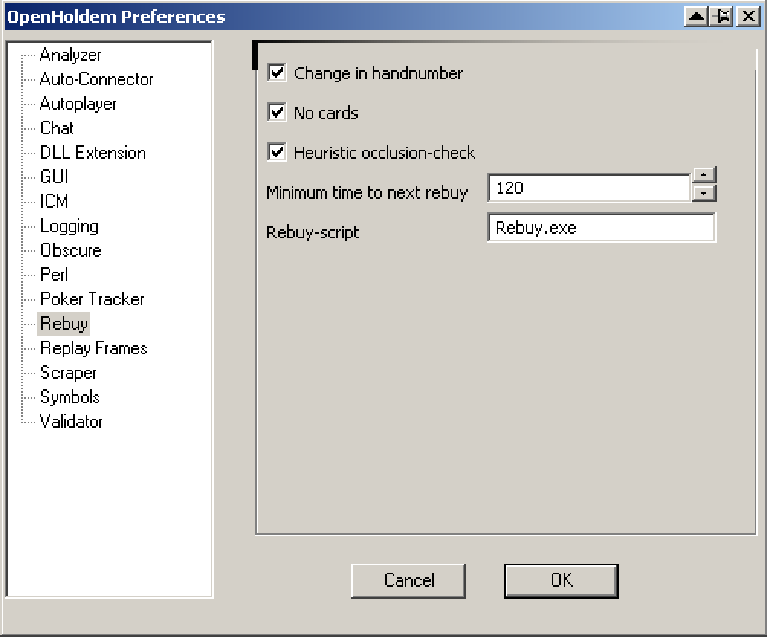 OpenHoldem Preferences
Analyzer
Auto-Connector
Autoplayer
Chat
DLL Extension
GUI
ICM
Logging
Obscure
Perl
Poker Tracker
Rebuy
Replay Frames
Scraper
Symbols
Validator
Change in handnumber
No cards
Heuristic occlusion-check
Minimum time to next rebuy 120
Rebuy-script Rebuy.exe
Cancel OK